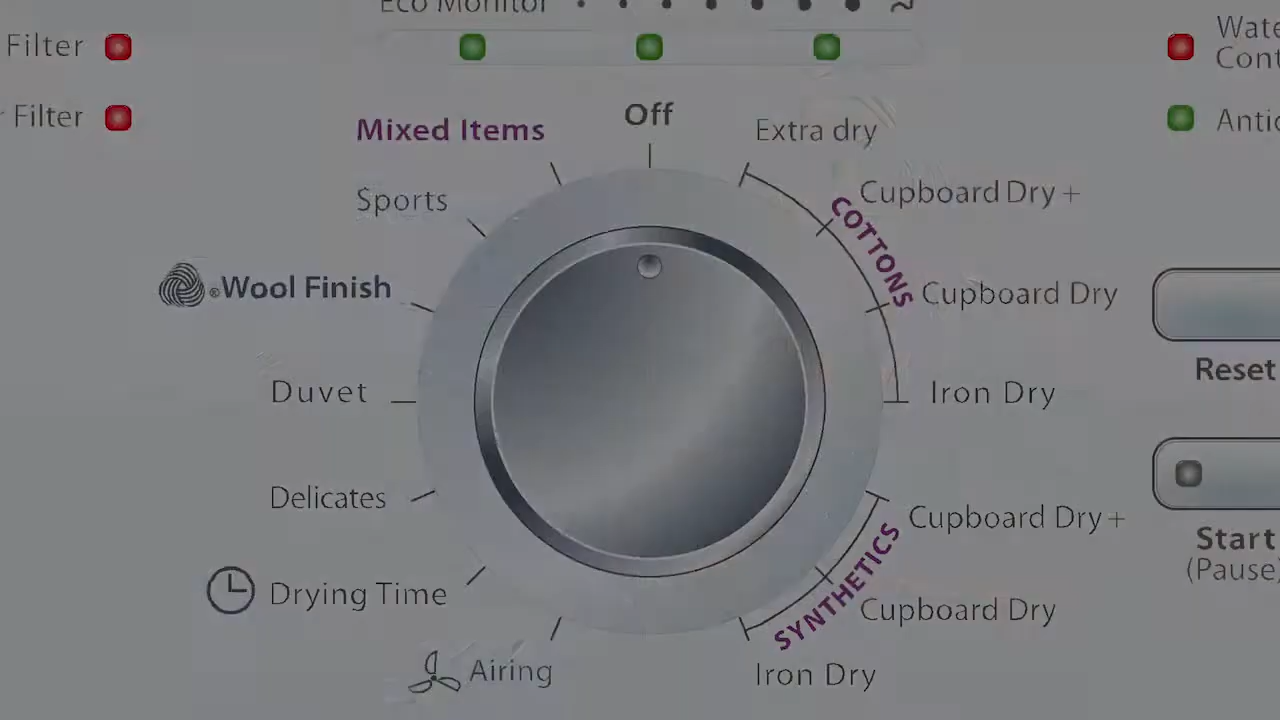 Eco Monitor
Filter
Filter
Mixed Items
Off
Extra dry
Sports
Cupboard Dry +
COTTONS
® Wool Finish
Cupboard Dry
Duvet
Iron Dry
Reset
Delicates
Cupboard Dry +
SYNTHETICS
Start
(Pause)
Drying Time
Cupboard Dry
Airing
Iron Dry